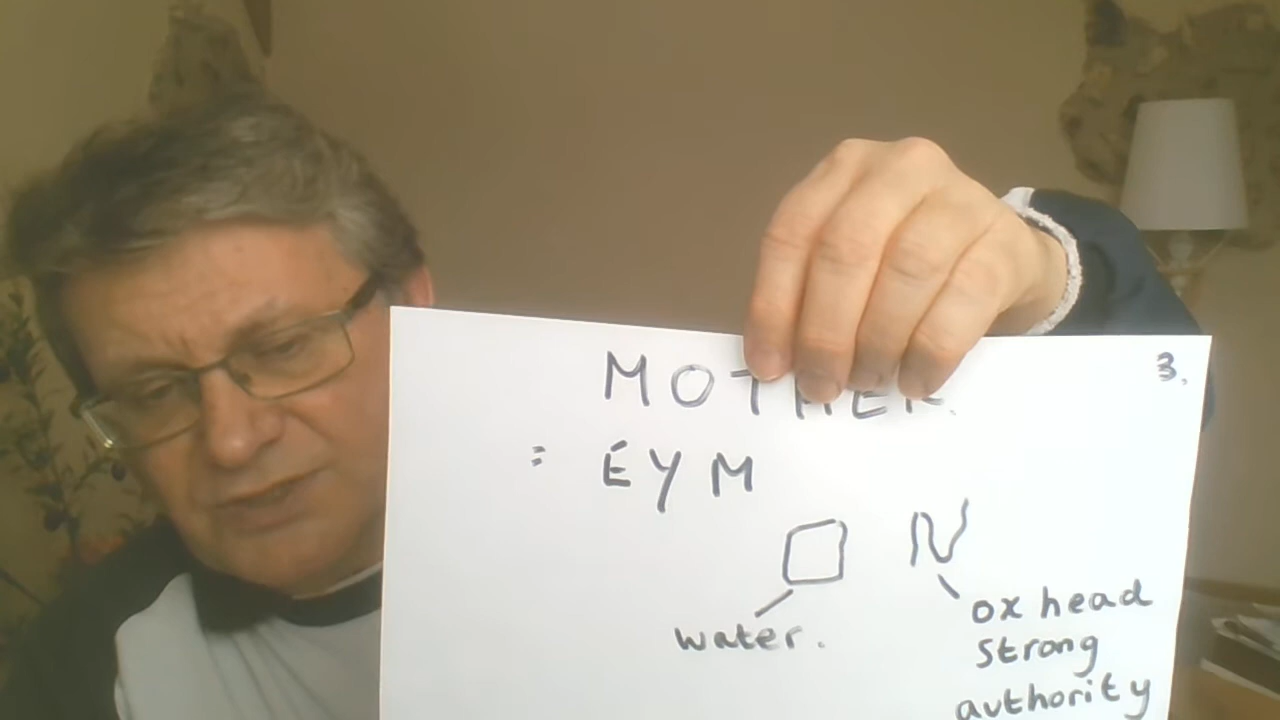 3.
MOTHER.
= EYM
ם א
water.
ox head
strong
authority